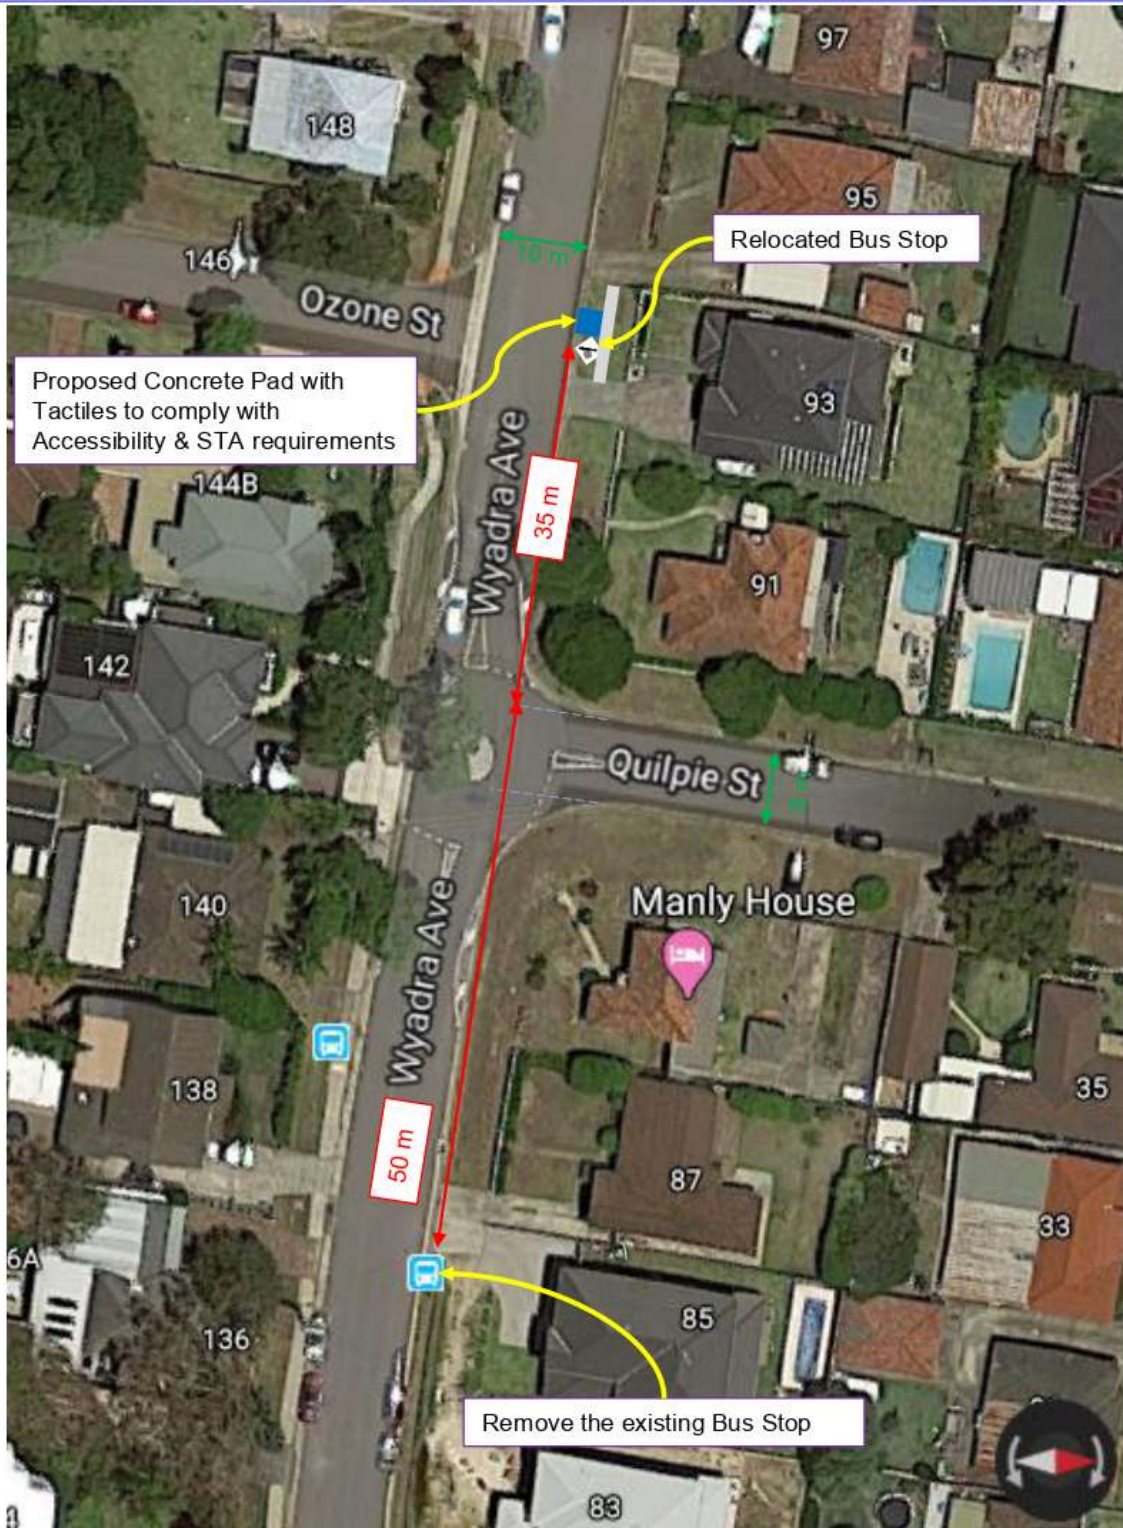 97
148
95
Relocated Bus Stop
146
10 m
Ozone St
Proposed Concrete Pad with
Tactiles to comply with
Accessibility & STA requirements
93
Wyadra Ave
35 m
144B
91
142
Quilpie St
140
Manly House
Wyadra Ave
138
35
50 m
87
33
6A
85
136
Remove the existing Bus Stop
83